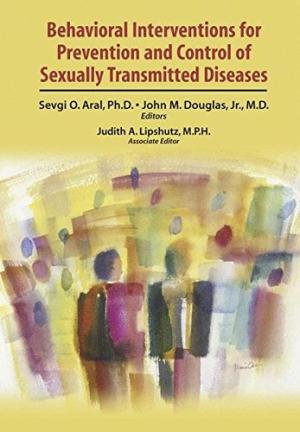 Behavioral Interventions for
Prevention and Control of
Sexually Transmitted Diseases
Sevgi O. Aral, Ph.D. • John M. Douglas, Jr., M.D.
Editors
Judith A. Lipshutz, M.P.H.
Associate Editor